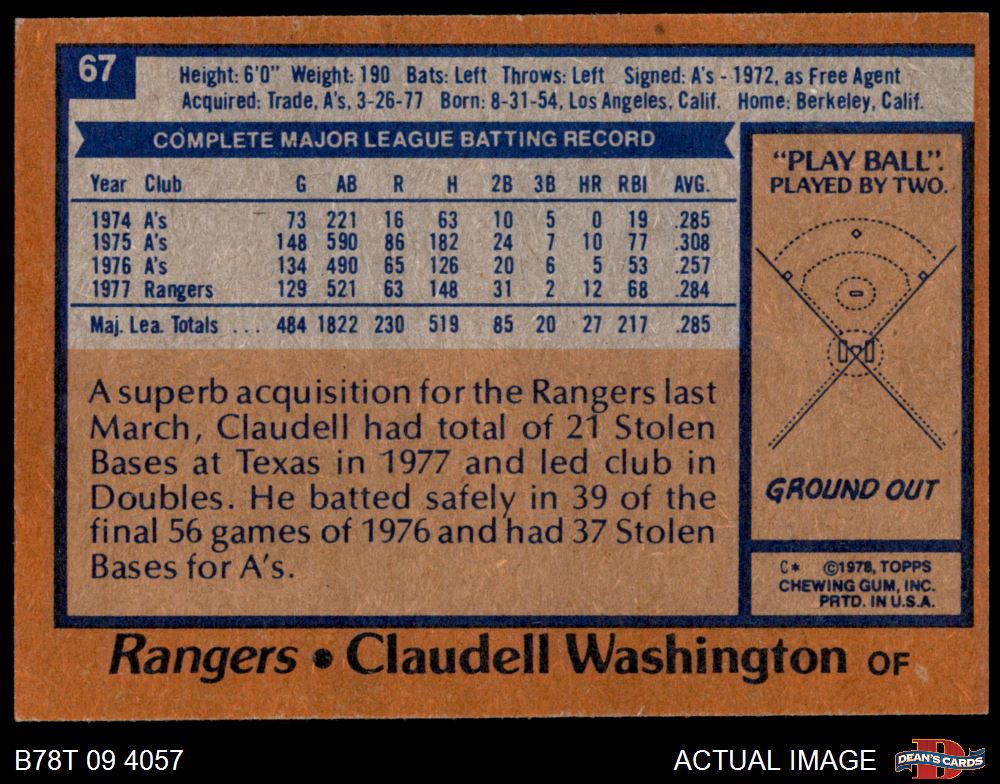 67
Height: 6'0" Weight: 190 Bats: Left Throws: Left Signed: A's - 1972, as Free Agent
Acquired: Trade, A's, 3-26-77 Born: 8-31-54, Los Angeles, Calif. Home: Berkeley, Calif.
COMPLETE MAJOR LEAGUE BATTING RECORD
Year Club G AB R H 2B 3B HR RBI AVG.
1974 A's 73 221 16 63 10 5 0 19 .285
1975 A's 148 590 86 182 24 7 10 77 .308
1976 A's 134 490 65 126 20 6 5 53 .257
1977 Rangers 129 521 63 148 31 2 12 68 .284
Maj. Lea. Totals ... 484 1822 230 519 85 20 27 217 .285
A superb acquisition for the Rangers last
March, Claudell had total of 21 Stolen
Bases at Texas in 1977 and led club in
Doubles. He batted safely in 39 of the
final 56 games of 1976 and had 37 Stolen
Bases for A's.
"PLAY BALL".
PLAYED BY TWO.
GROUND OUT
C* ©1978, TOPPS
CHEWING GUM, INC.
PRTD. IN U.S.A.
Rangers • Claudell Washington OF
B78T 09 4057
ACTUAL IMAGE
DEAN'S CARDS